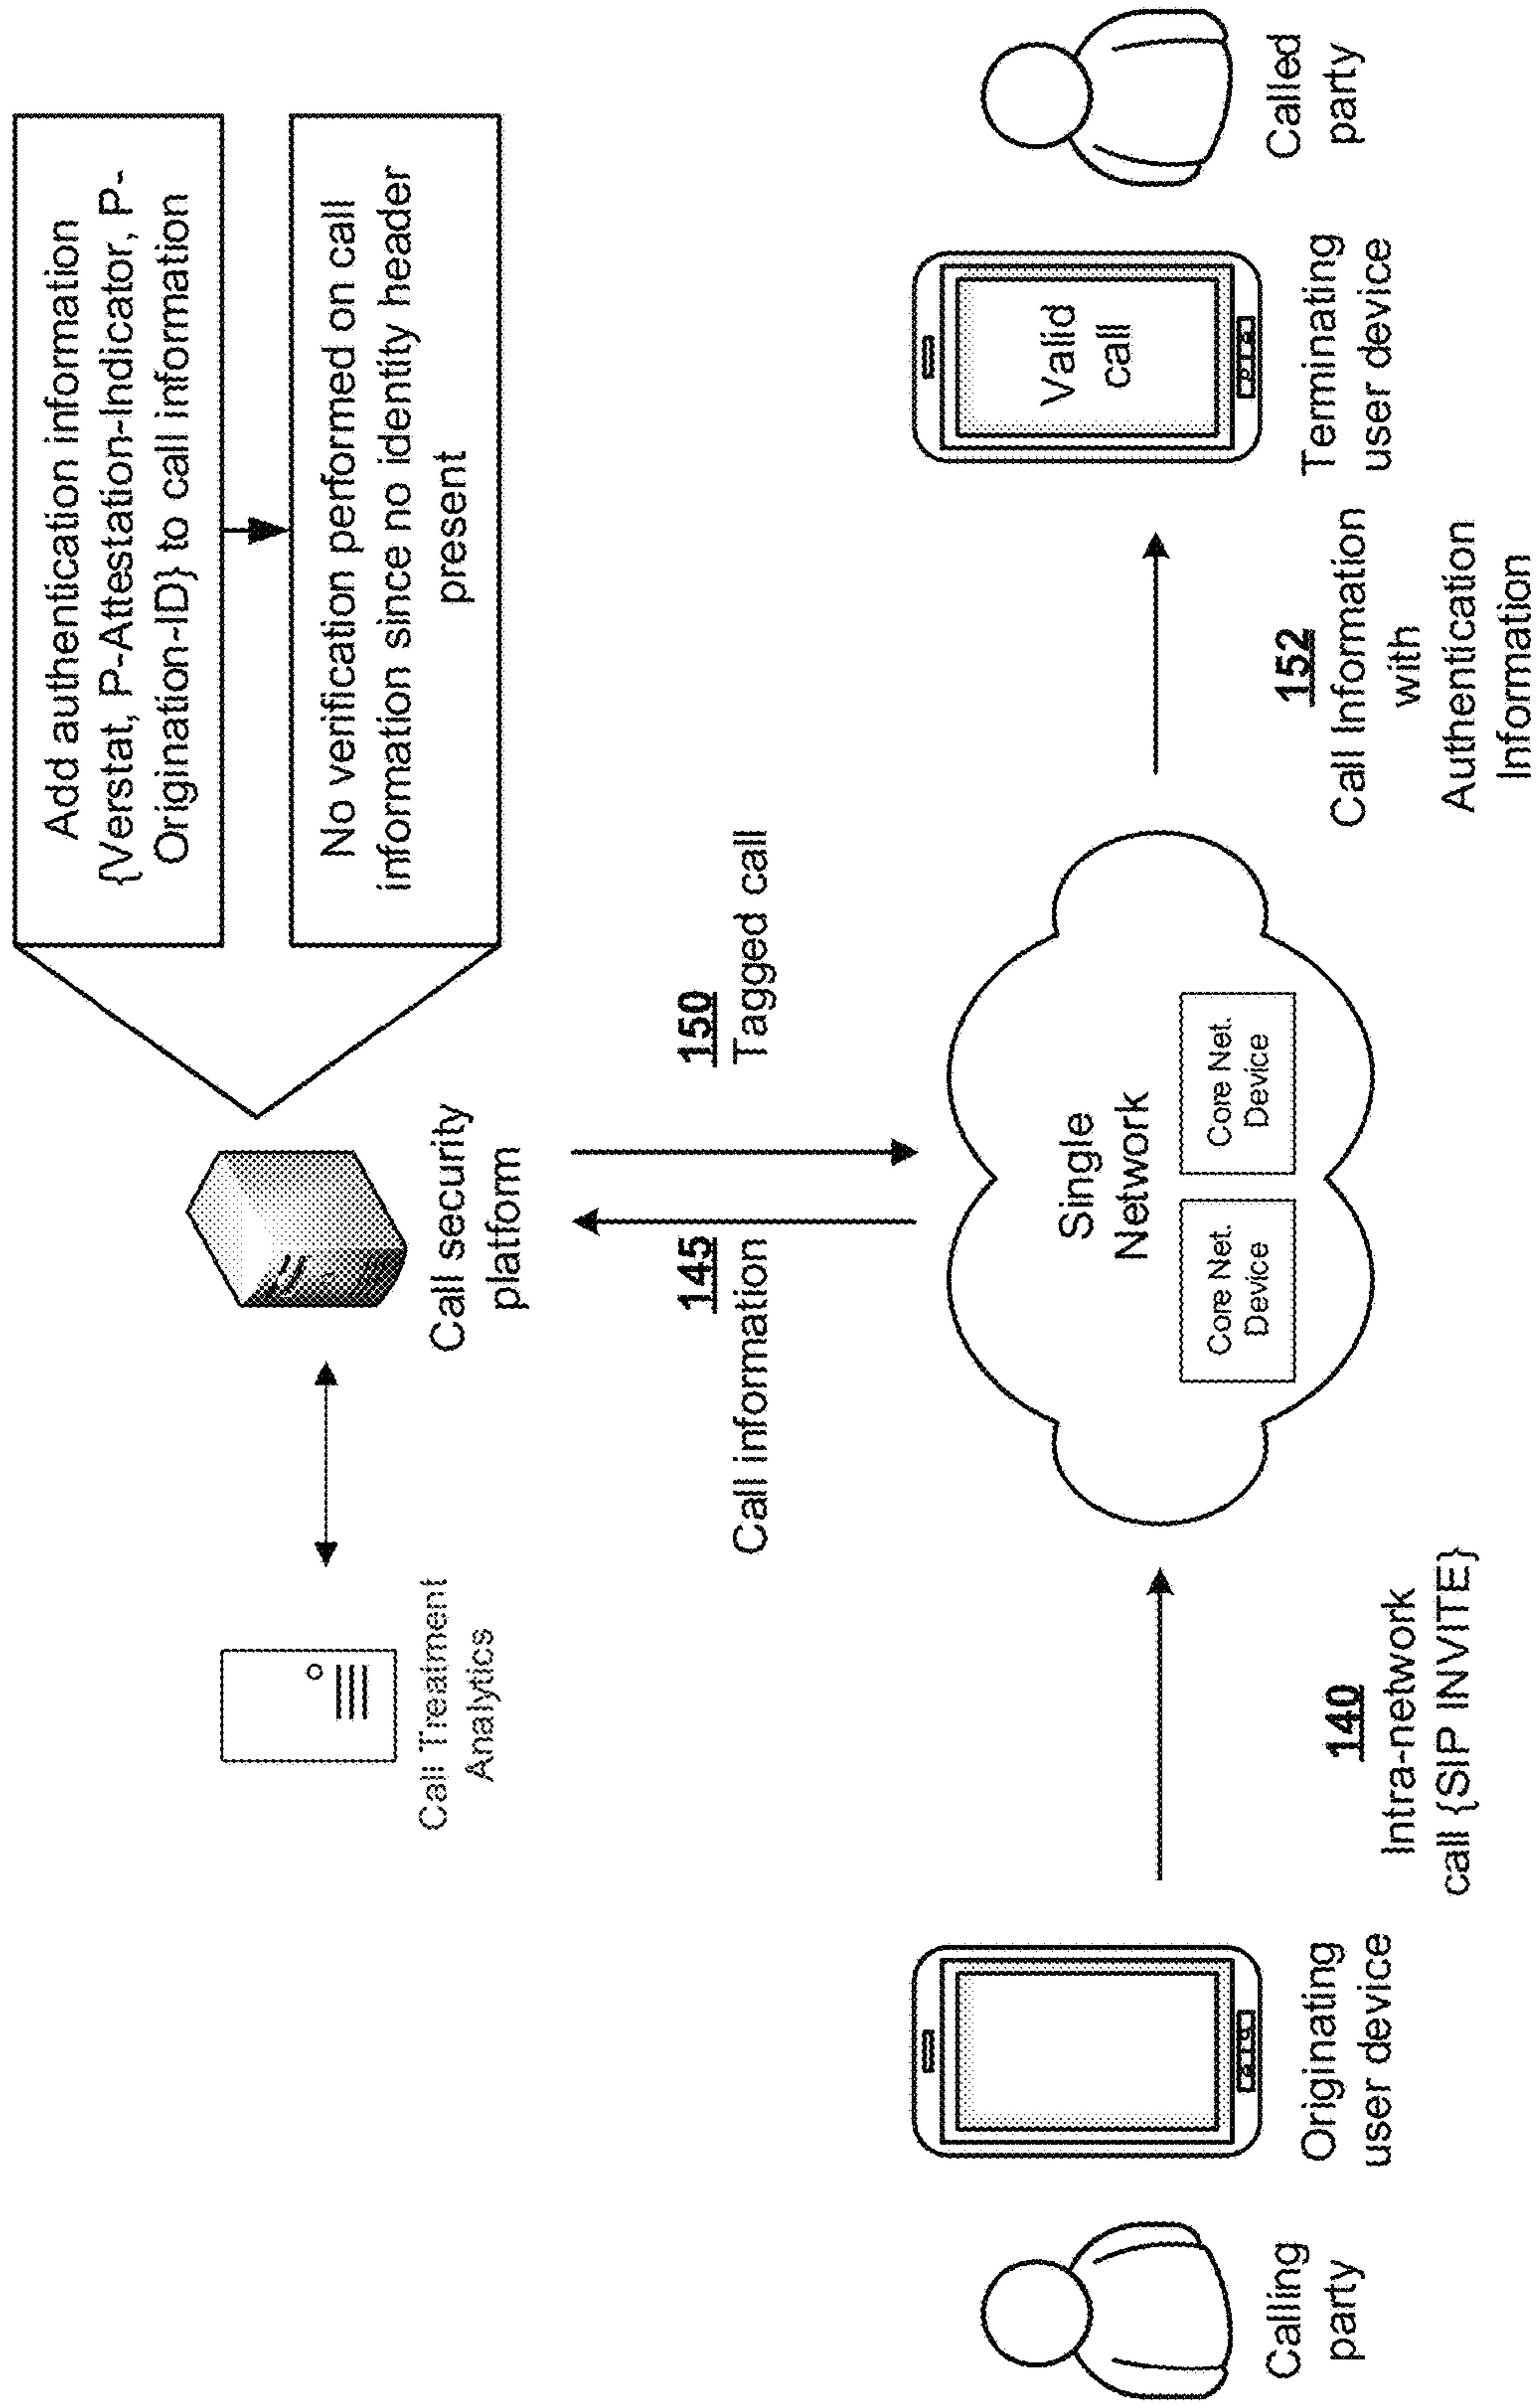 Add authentication information
{Verstat, P-Attestation-Indicator, P-
Origination-ID} to call information
No verification performed on call
information since no identity header
present
Call Treatment
Analytics
Call security
platform
145
Call information
150
Tagged call
Single
Network
Core Net.
Device
Core Net.
Device
Valid
call
Calling
party
Originating
user device
140
Intra-network
call {SIP INVITE}
152
Call Information
with
Authentication
Information
Terminating
user device
Called
party